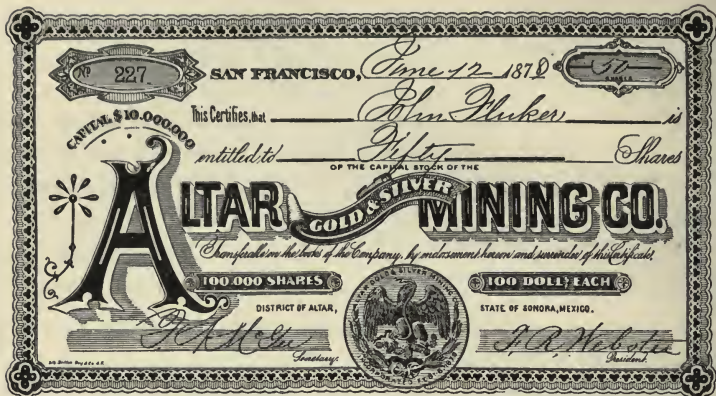 Nº 227
SAN FRANCISCO, June 12 1878
50
SHARES
This Certifies, that John Fluker is
CAPITAL $10.000.000
entitled to Fifty Shares
OF THE CAPITAL STOCK OF THE
ALTAR GOLD & SILVER MINING CO.
Transferable on the books of the Company, by endorsement hereon and surrender of this Certificate.
100.000 SHARES
100 DOLLS EACH
DISTRICT OF ALTAR,
STATE OF SONORA, MEXICO.
Secretary.
F. R. Webster
President.